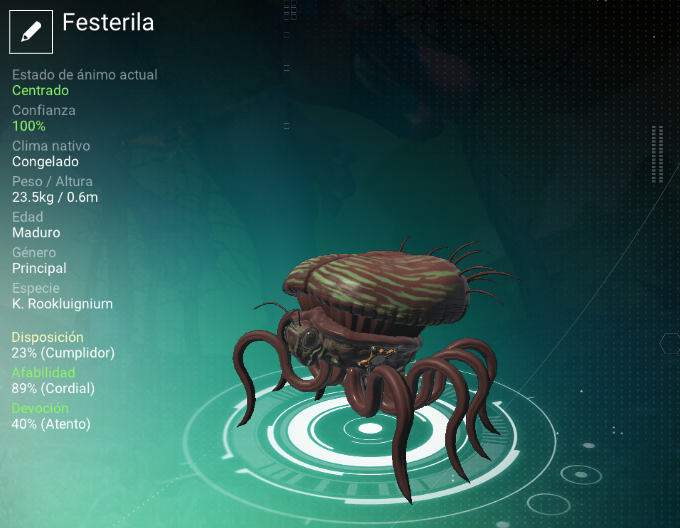 Festerila
Estado de ánimo actual
Centrado
Confianza
100%
Clima nativo
Congelado
Peso / Altura
23.5kg / 0.6m
Edad
Maduro
Género
Principal
Especie
K. Rookluignium
Disposición
23% (Cumplidor)
Afabilidad
89% (Cordial)
Devoción
40% (Atento)